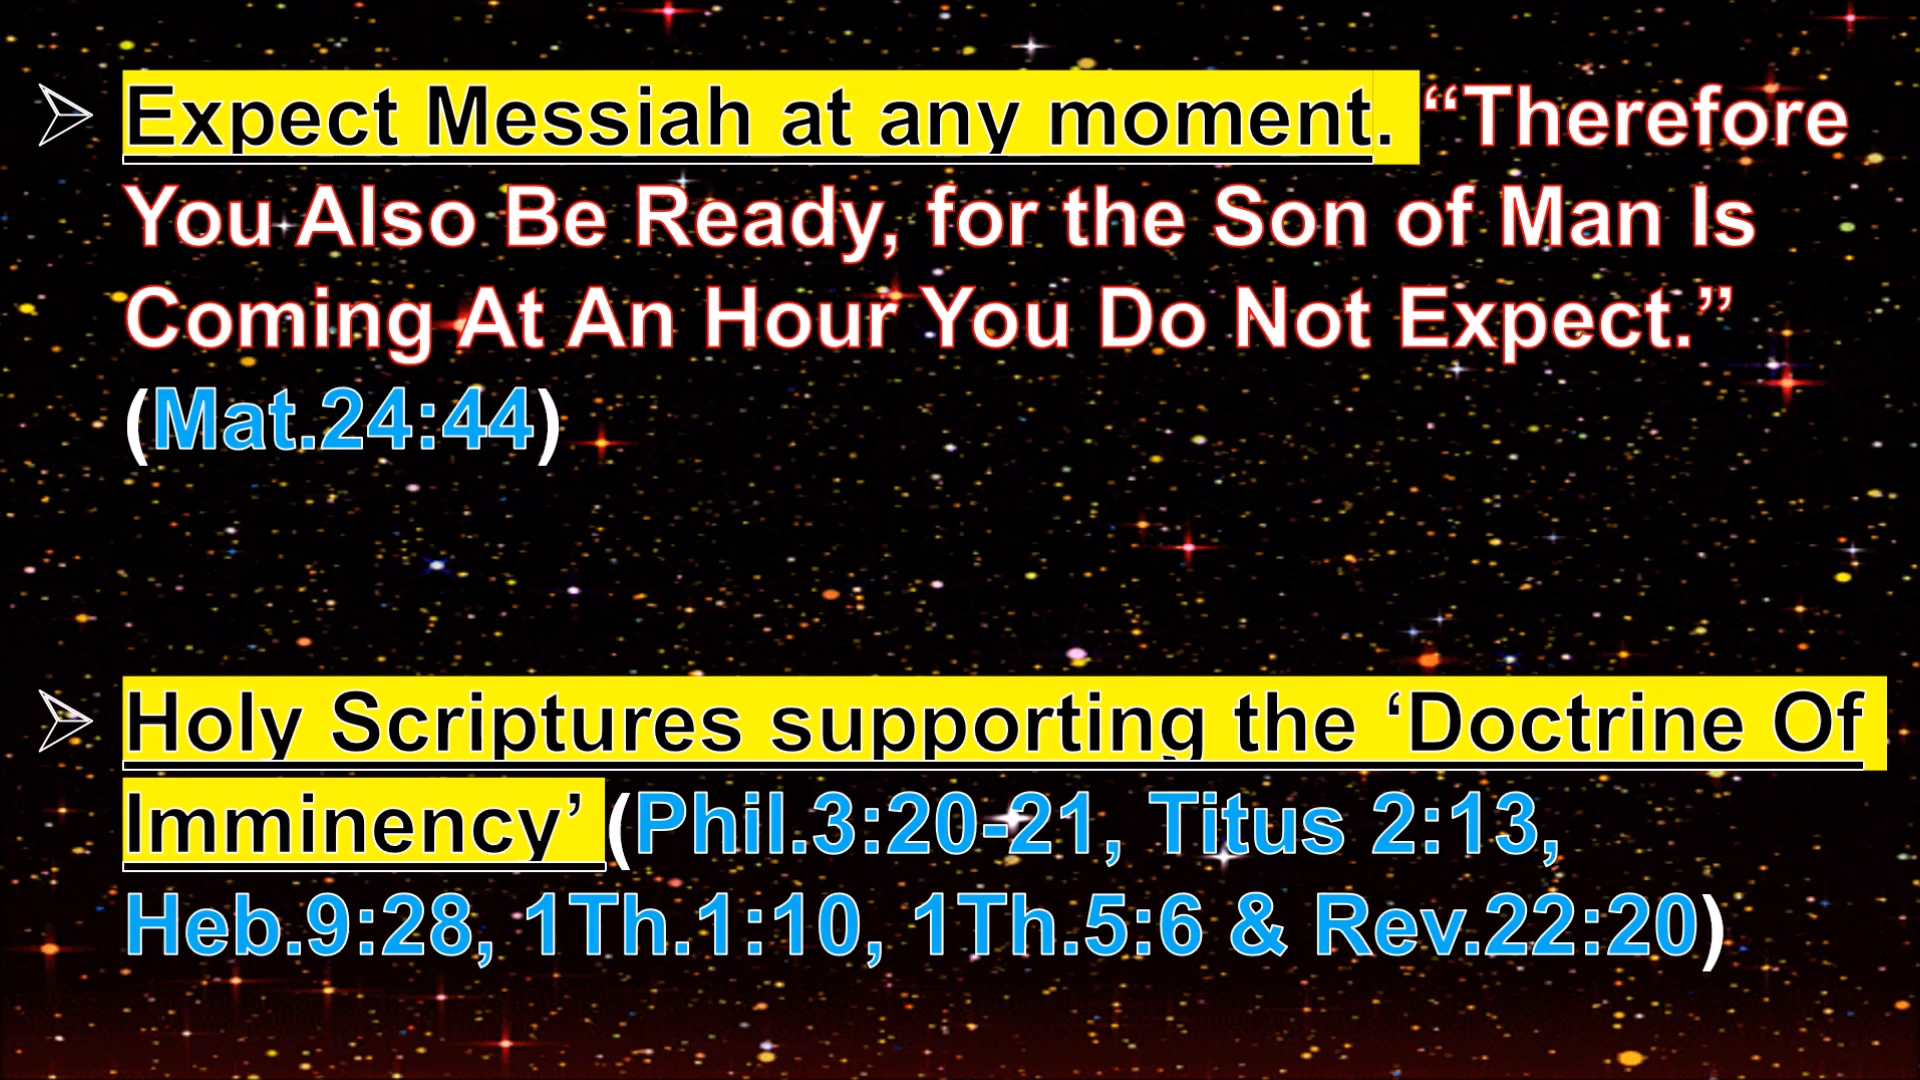 Expect Messiah at any moment. “Therefore
You Also Be Ready, for the Son of Man Is
Coming At An Hour You Do Not Expect.”
(Mat.24:44)
Holy Scriptures supporting the ‘Doctrine Of
Imminency’ (Phil.3:20-21, Titus 2:13,
Heb.9:28, 1Th.1:10, 1Th.5:6 & Rev.22:20)